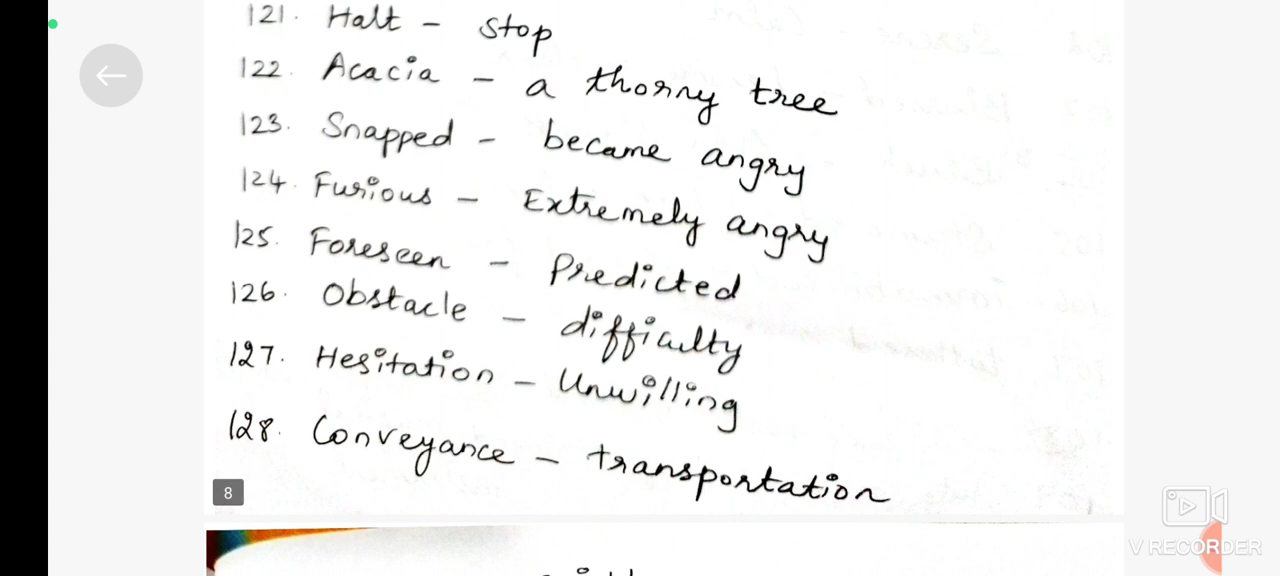 121. Halt - Stop
122. Acacia - a thorny tree
123. Snapped - became angry
124. Furious - Extremely angry
125. Foreseen - Predicted
126. Obstacle - difficulty
127. Hesitation - Unwilling
128. Conveyance - transportation
8
V RECORDER